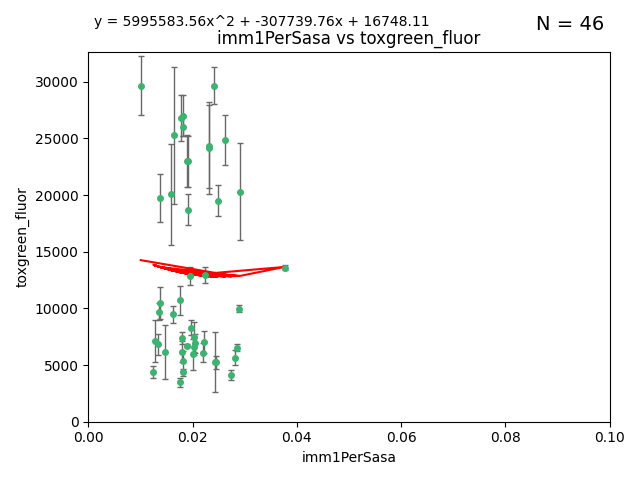 y = 5995583.56x^2 + -307739.76x + 16748.11
N = 46
imm1PerSasa vs toxgreen_fluor
30000
25000
20000
15000
10000
5000
0
toxgreen_fluor
0.00 0.02 0.04 0.06 0.08 0.10
imm1PerSasa